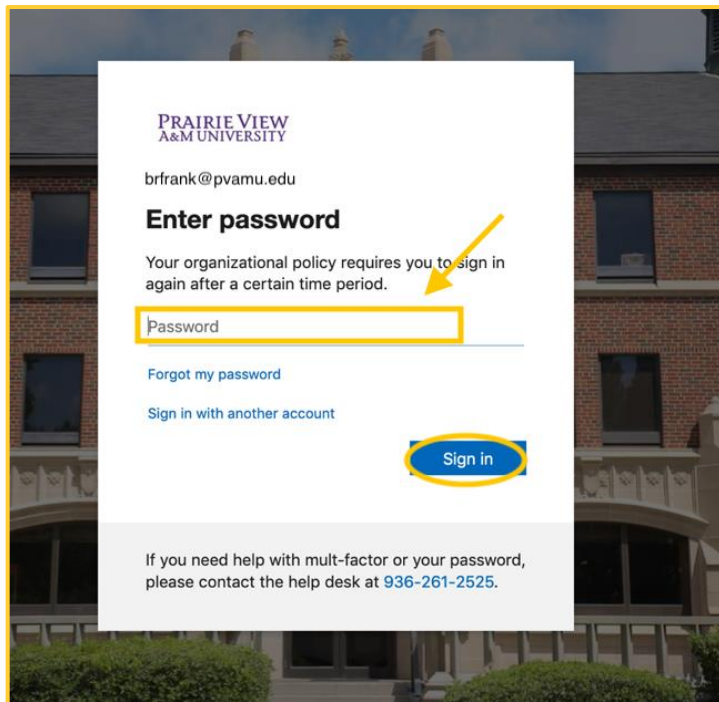 PRAIRIE VIEW
A&M UNIVERSITY
brfrank@pvamu.edu
Enter password
Your organizational policy requires you to sign in
again after a certain time period.
Password
Forgot my password
Sign in with another account
Sign in
If you need help with mult-factor or your password,
please contact the help desk at 936-261-2525.